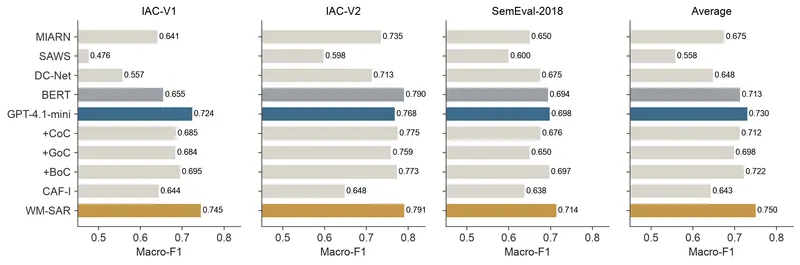 IAC-V1
IAC-V2
SemEval-2018
Average
MIARN 0.641 0.735 0.650 0.675
SAWS 0.476 0.598 0.600 0.558
DC-Net 0.557 0.713 0.675 0.648
BERT 0.655 0.790 0.694 0.713
GPT-4.1-mini 0.724 0.768 0.698 0.730
+CoC 0.685 0.775 0.676 0.712
+GoC 0.684 0.759 0.650 0.698
+BoC 0.695 0.773 0.697 0.722
CAF-I 0.644 0.648 0.638 0.643
WM-SAR 0.745 0.791 0.714 0.750
0.5 0.6 0.7 0.8 0.5 0.6 0.7 0.8 0.5 0.6 0.7 0.8 0.5 0.6 0.7 0.8
Macro-F1 Macro-F1 Macro-F1 Macro-F1